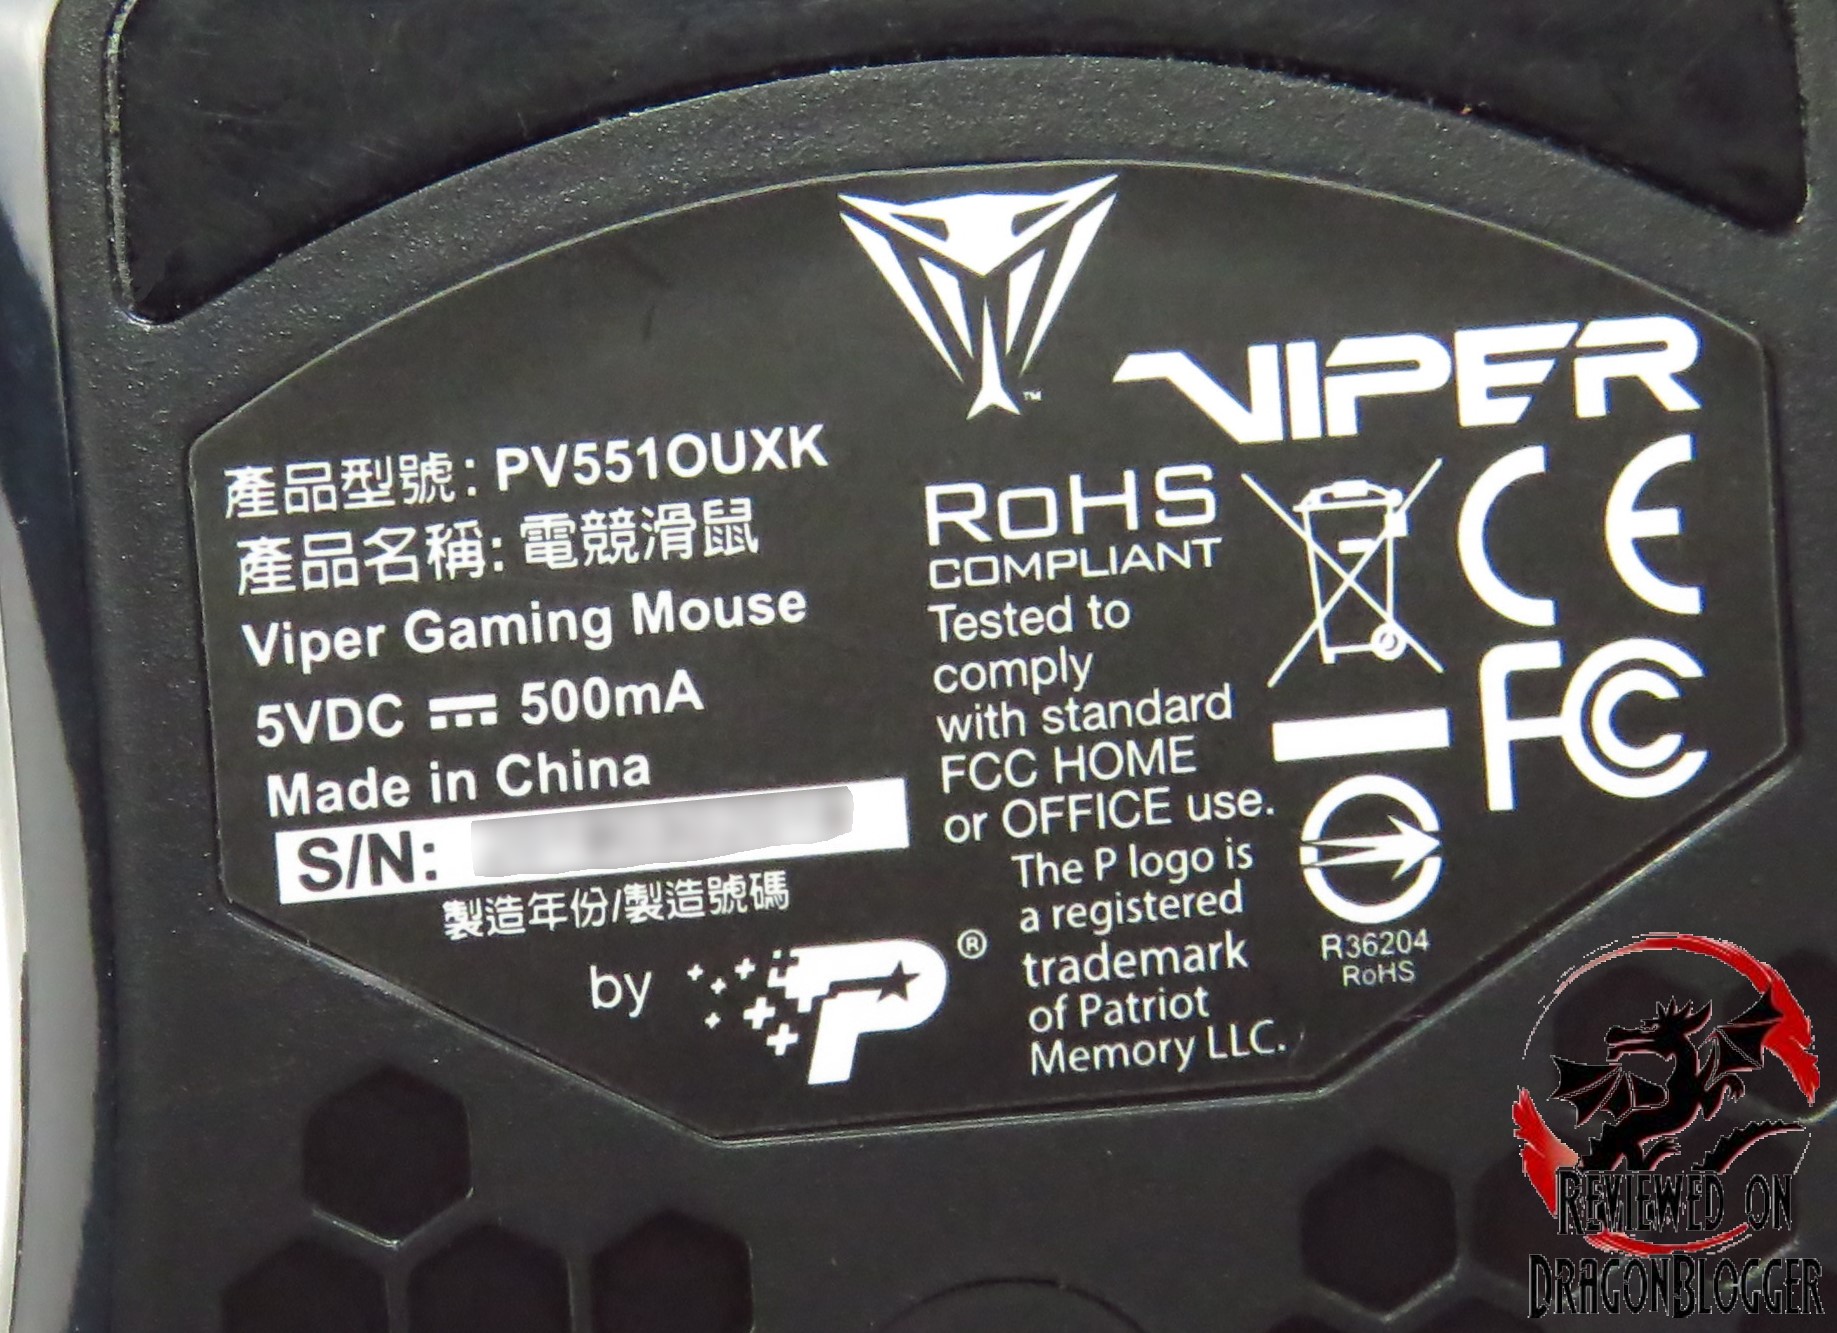 VIPER
產品型號: PV551OUXK
產品名稱: 電競滑鼠
Viper Gaming Mouse
5VDC ⎓ 500mA
Made in China
S/N:
製造年份/製造號碼
by P®
TM
RoHS
COMPLIANT
Tested to
comply
with standard
FCC HOME
or OFFICE use.
The P logo is
a registered
trademark
of Patriot
Memory LLC.
CE
FC
R36204
RoHS
REVIEWED ON
DRAGONBLOGGER